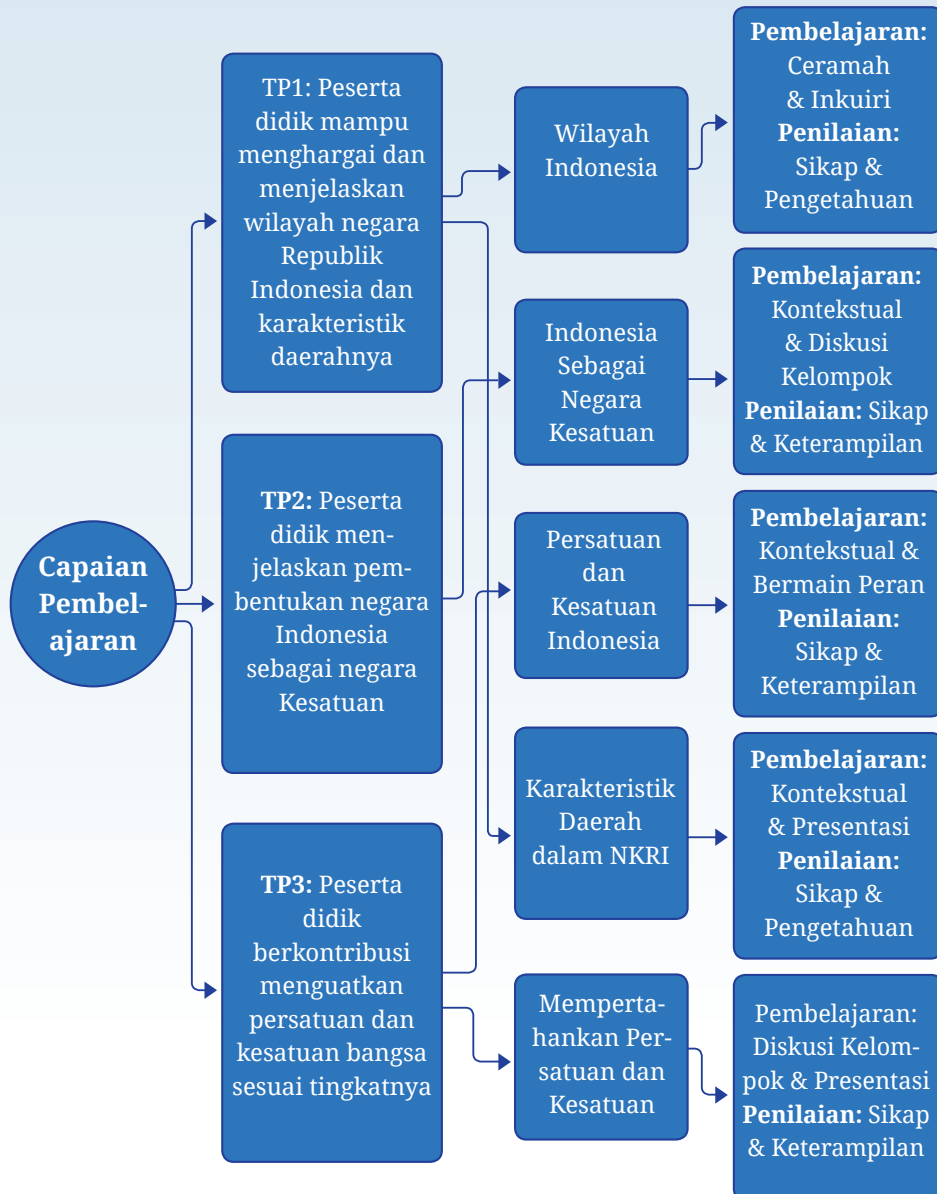 Capaian
Pembel-
ajaran
TP1: Peserta
didik mampu
menghargai dan
menjelaskan
wilayah negara
Republik
Indonesia dan
karakteristik
daerahnya
TP2: Peserta
didik men-
jelaskan pem-
bentukan negara
Indonesia
sebagai negara
Kesatuan
TP3: Peserta
didik
berkontribusi
menguatkan
persatuan dan
kesatuan bangsa
sesuai tingkatnya
Wilayah
Indonesia
Indonesia
Sebagai
Negara
Kesatuan
Persatuan
dan
Kesatuan
Indonesia
Karakteristik
Daerah
dalam NKRI
Memperta-
hankan Per-
satuan dan
Kesatuan
Pembelajaran:
Ceramah
& Inkuiri
Penilaian:
Sikap &
Pengetahuan
Pembelajaran:
Kontekstual
& Diskusi
Kelompok
Penilaian: Sikap
& Keterampilan
Pembelajaran:
Kontekstual &
Bermain Peran
Penilaian:
Sikap &
Keterampilan
Pembelajaran:
Kontekstual
& Presentasi
Penilaian:
Sikap &
Pengetahuan
Pembelajaran:
Diskusi Kelom-
pok & Presentasi
Penilaian: Sikap
& Keterampilan